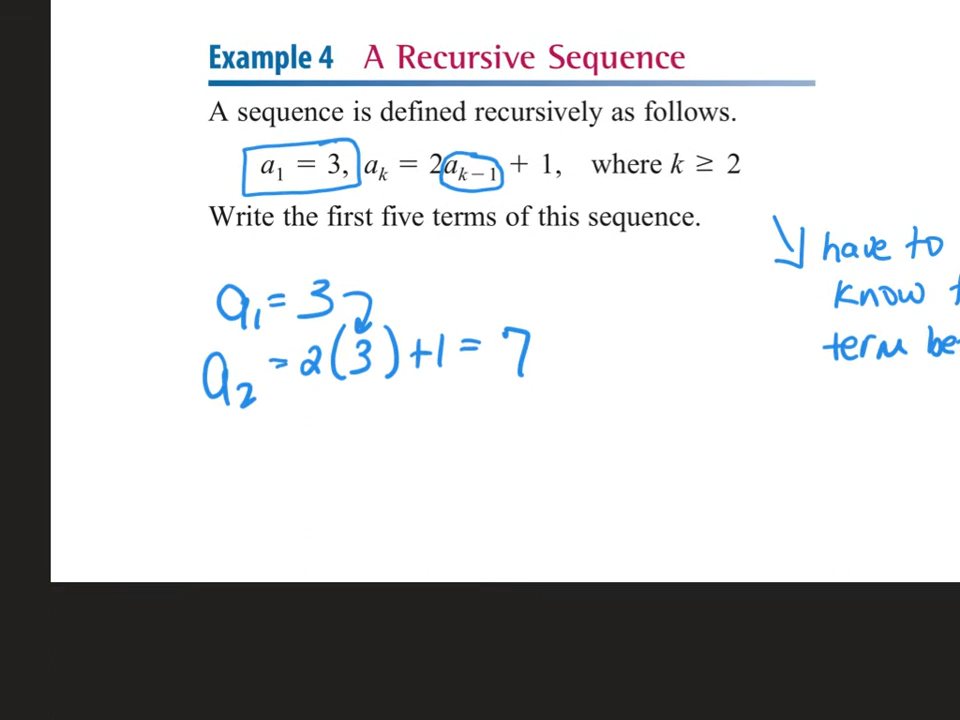 Example 4 A Recursive Sequence
A sequence is defined recursively as follows.
a₁ = 3, aₖ = 2aₖ₋₁ + 1, where k ≥ 2
Write the first five terms of this sequence.
have to
know
term
a₁ = 3
a₂ = 2(3)+1 = 7